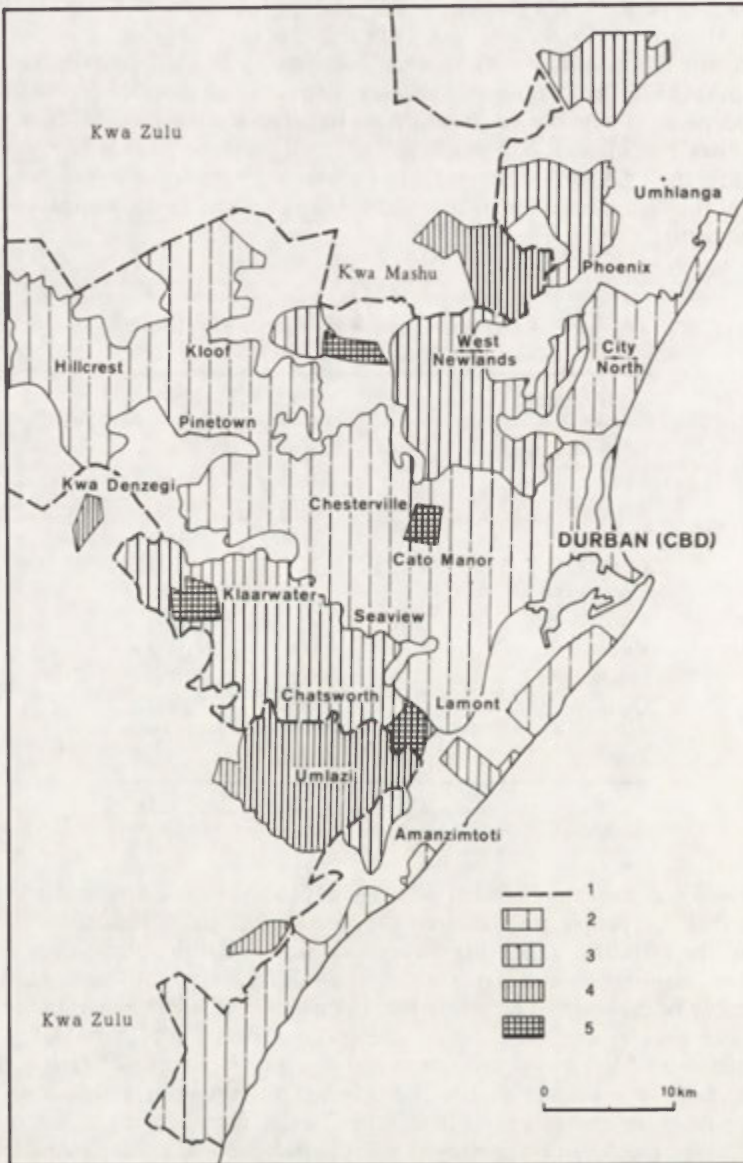 Kwa Zulu
Umhlanga
Kwa Mashu
Phoenix
West
Newlands
City
North
Hillcrest
Kloof
Pinetown
Kwa Denzegi
Chesterville
DURBAN (CBD)
Cato Manor
Klaarwater
Seaview
Chatsworth
Lamont
Umlazi
Amanzimtoti
1
2
3
4
5
Kwa Zulu
0 10km